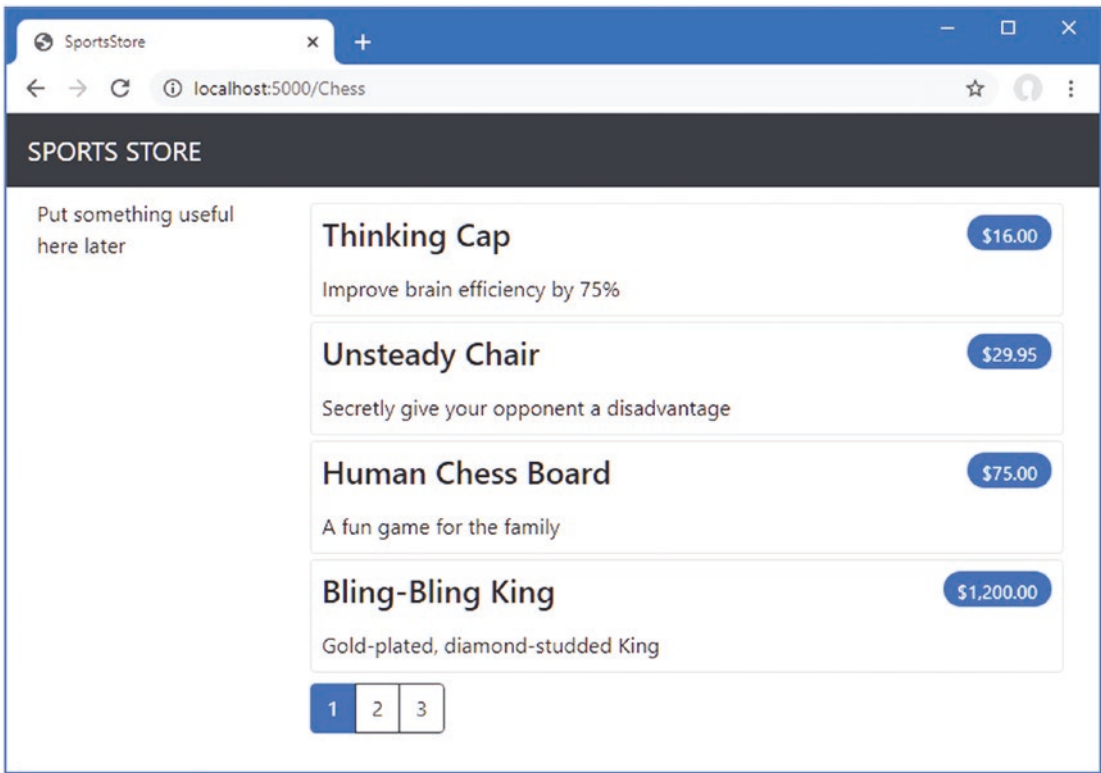 SportsStore
localhost:5000/Chess
SPORTS STORE
Put something useful
here later
Thinking Cap
$16.00
Improve brain efficiency by 75%
Unsteady Chair
$29.95
Secretly give your opponent a disadvantage
Human Chess Board
$75.00
A fun game for the family
Bling-Bling King
$1,200.00
Gold-plated, diamond-studded King
1 2 3